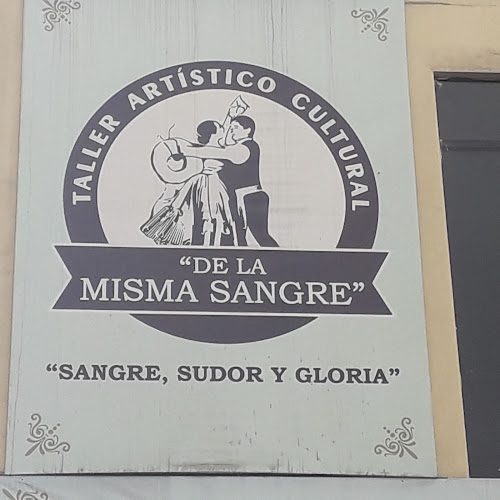 TALLER ARTÍSTICO CULTURAL
"DE LA
MISMA SANGRE"
"SANGRE, SUDOR Y GLORIA"